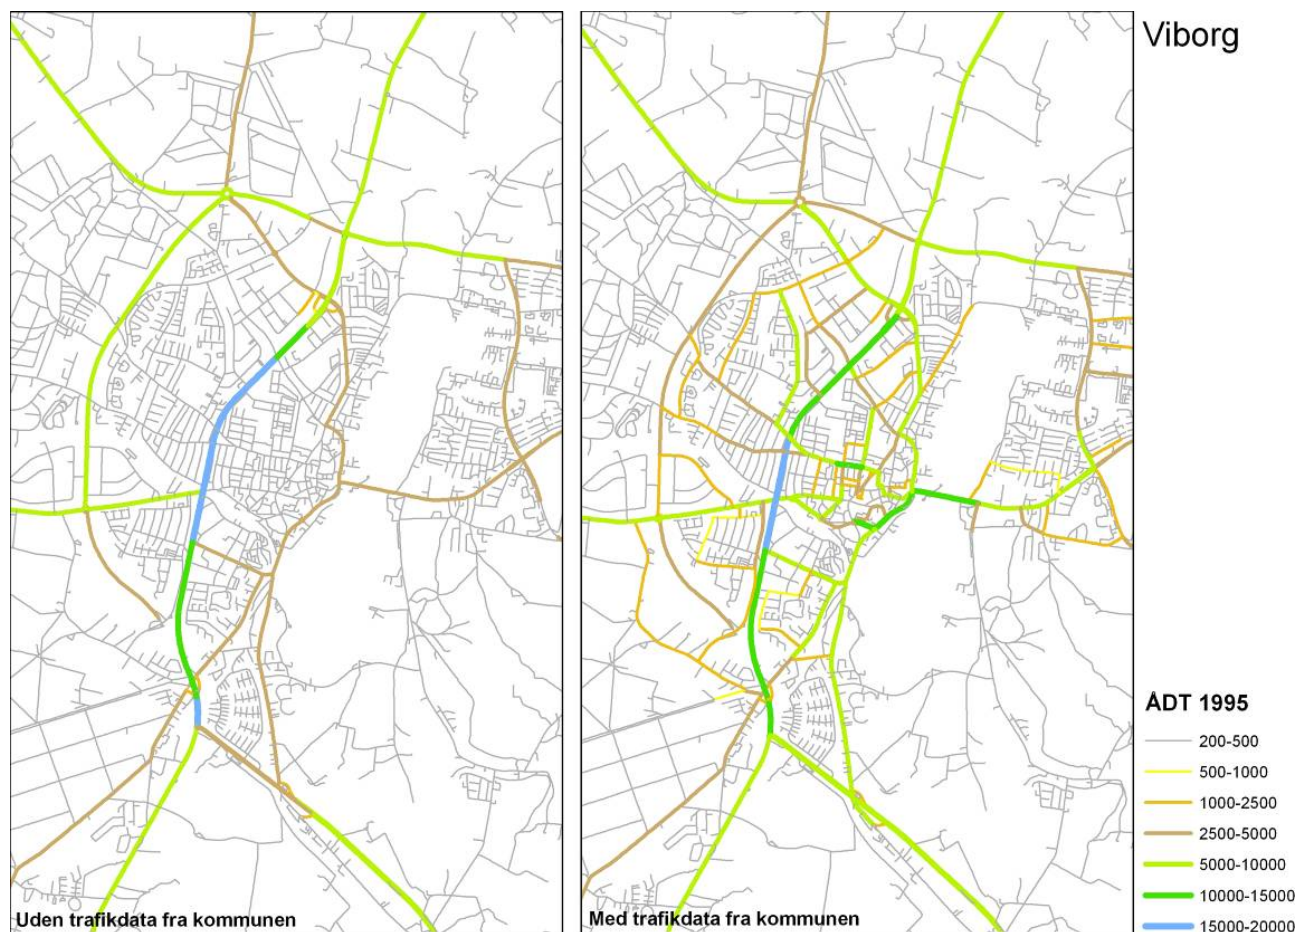 Viborg
Uden trafikdata fra kommunen
Med trafikdata fra kommunen
ÅDT 1995
200-500
500-1000
1000-2500
2500-5000
5000-10000
10000-15000
15000-20000